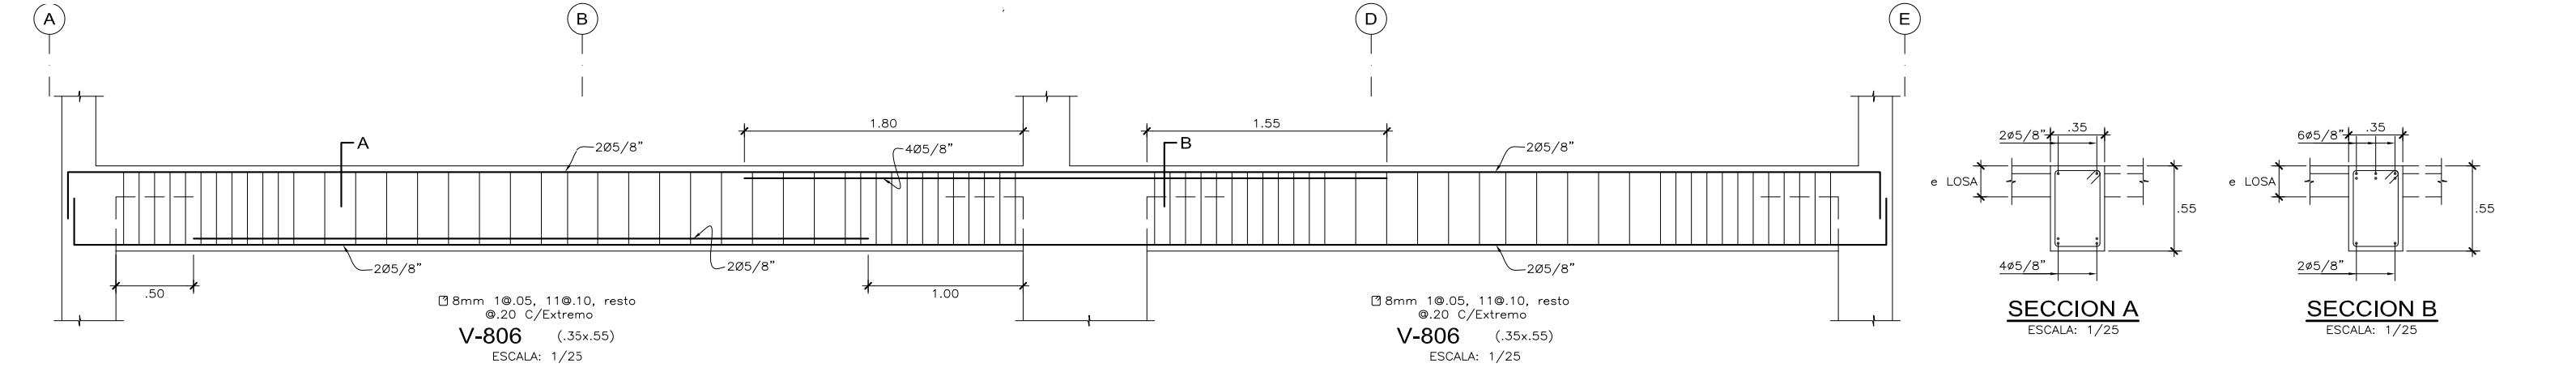 A B D E
1.80 1.55
A 2Ø5/8" 4Ø5/8" B 2Ø5/8"
2ø5/8" .35 6ø5/8" .35
e LOSA e LOSA
.55 .55
2Ø5/8" 2Ø5/8" 2Ø5/8" 4ø5/8" 2ø5/8"
.50 1.00
8mm 1@.05, 11@.10, resto
@.20 C/Extremo
V-806 (.35x.55)
ESCALA: 1/25
8mm 1@.05, 11@.10, resto
@.20 C/Extremo
V-806 (.35x.55)
ESCALA: 1/25
SECCION A
ESCALA: 1/25
SECCION B
ESCALA: 1/25